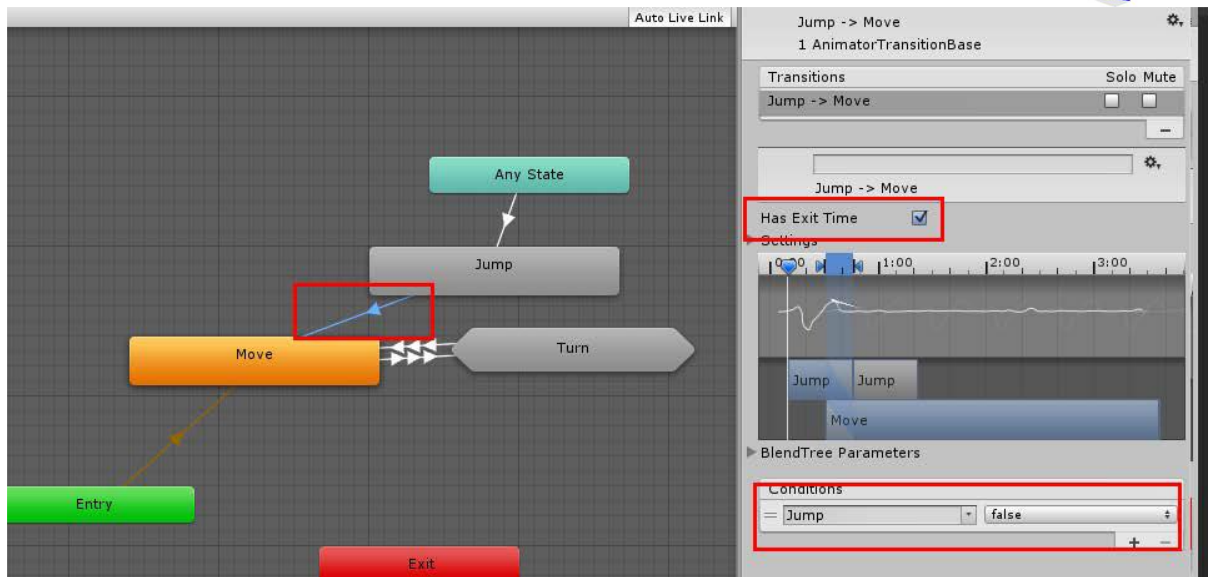 Auto Live Link
Any State
Jump
Move
Turn
Entry
Exit
Jump -> Move
1 AnimatorTransitionBase
Transitions Solo Mute
Jump -> Move
Jump -> Move
Has Exit Time
Settings
1:00 2:00 3:00
Jump Jump
Move
BlendTree Parameters
Conditions
= Jump false
+ −